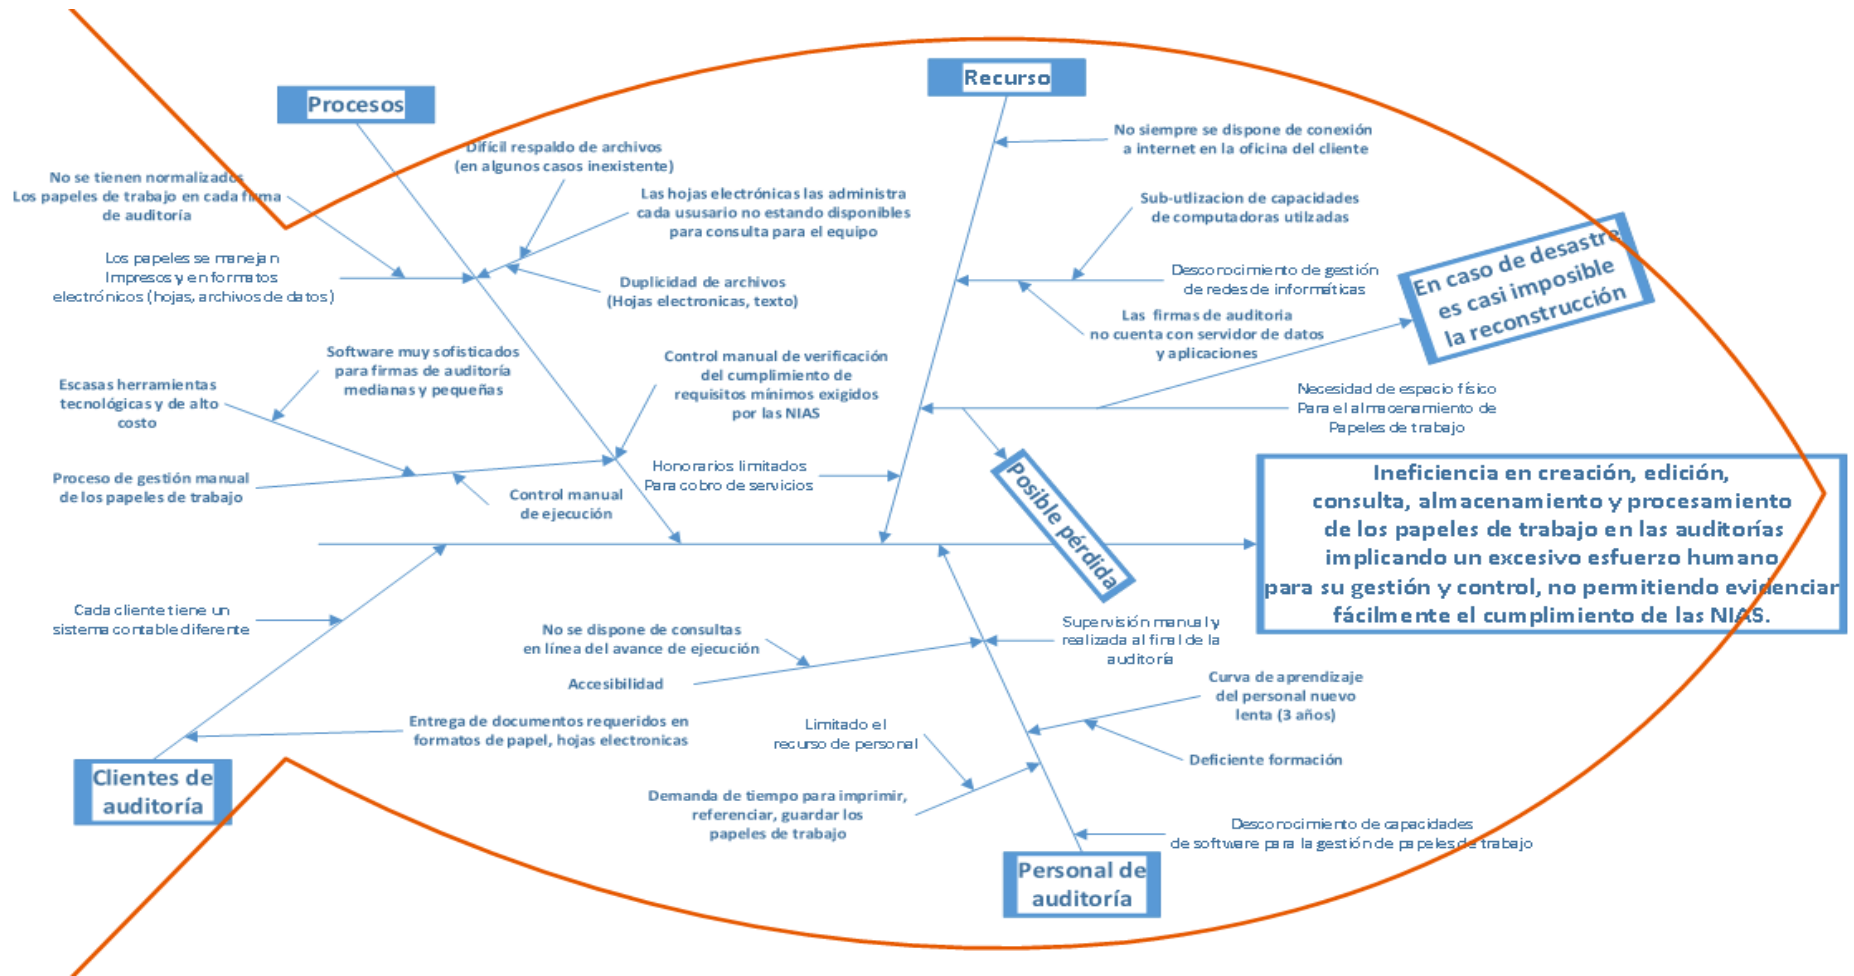 Procesos
Recurso
Difícil respaldo de archivos
(en algunos casos inexistente)
No se tienen normalizados
Los papeles de trabajo en cada firma
de auditoría
Las hojas electrónicas las administra
cada ususario no estando disponibles
para consulta para el equipo
Los papeles se manejan
Impresos y en formatos
electrónicos (hojas, archivos de datos)
Duplicidad de archivos
(Hojas electronicas, texto)
No siempre se dispone de conexión
a internet en la oficina del cliente
Sub-utlizacion de capacidades
de computadoras utilzadas
Desconocimiento de gestión
de redes de informáticas
Las firmas de auditoria
no cuenta con servidor de datos
y aplicaciones
En caso de desastre
es casi imposible
la reconstrucción
Software muy sofisticados
para firmas de auditoría
medianas y pequeñas
Escasas herramientas
tecnológicas y de alto
costo
Control manual de verificación
del cumplimiento de
requisitos mínimos exigidos
por las NIAS
Necesidad de espacio físico
Para el almacenamiento de
Papeles de trabajo
Proceso de gestión manual
de los papeles de trabajo
Control manual
de ejecución
Honorarios limitados
Para cobro de servicios
Posible pérdida
Ineficiencia en creación, edición,
consulta, almacenamiento y procesamiento
de los papeles de trabajo en las auditorías
implicando un excesivo esfuerzo humano
para su gestión y control, no permitiendo evidenciar
fácilmente el cumplimiento de las NIAS.
Cada cliente tiene un
sistema contable diferente
No se dispone de consultas
en línea del avance de ejecución
Accesibilidad
Supervisión manual y
realizada al final de la
auditoría
Curva de aprendizaje
del personal nuevo
lenta (3 años)
Entrega de documentos requeridos en
formatos de papel, hojas electronicas
Limitado el
recurso de personal
Deficiente formación
Clientes de
auditoría
Demanda de tiempo para imprimir,
referenciar, guardar los
papeles de trabajo
Desconocimiento de capacidades
de software para la gestión de papeles de trabajo
Personal de
auditoría